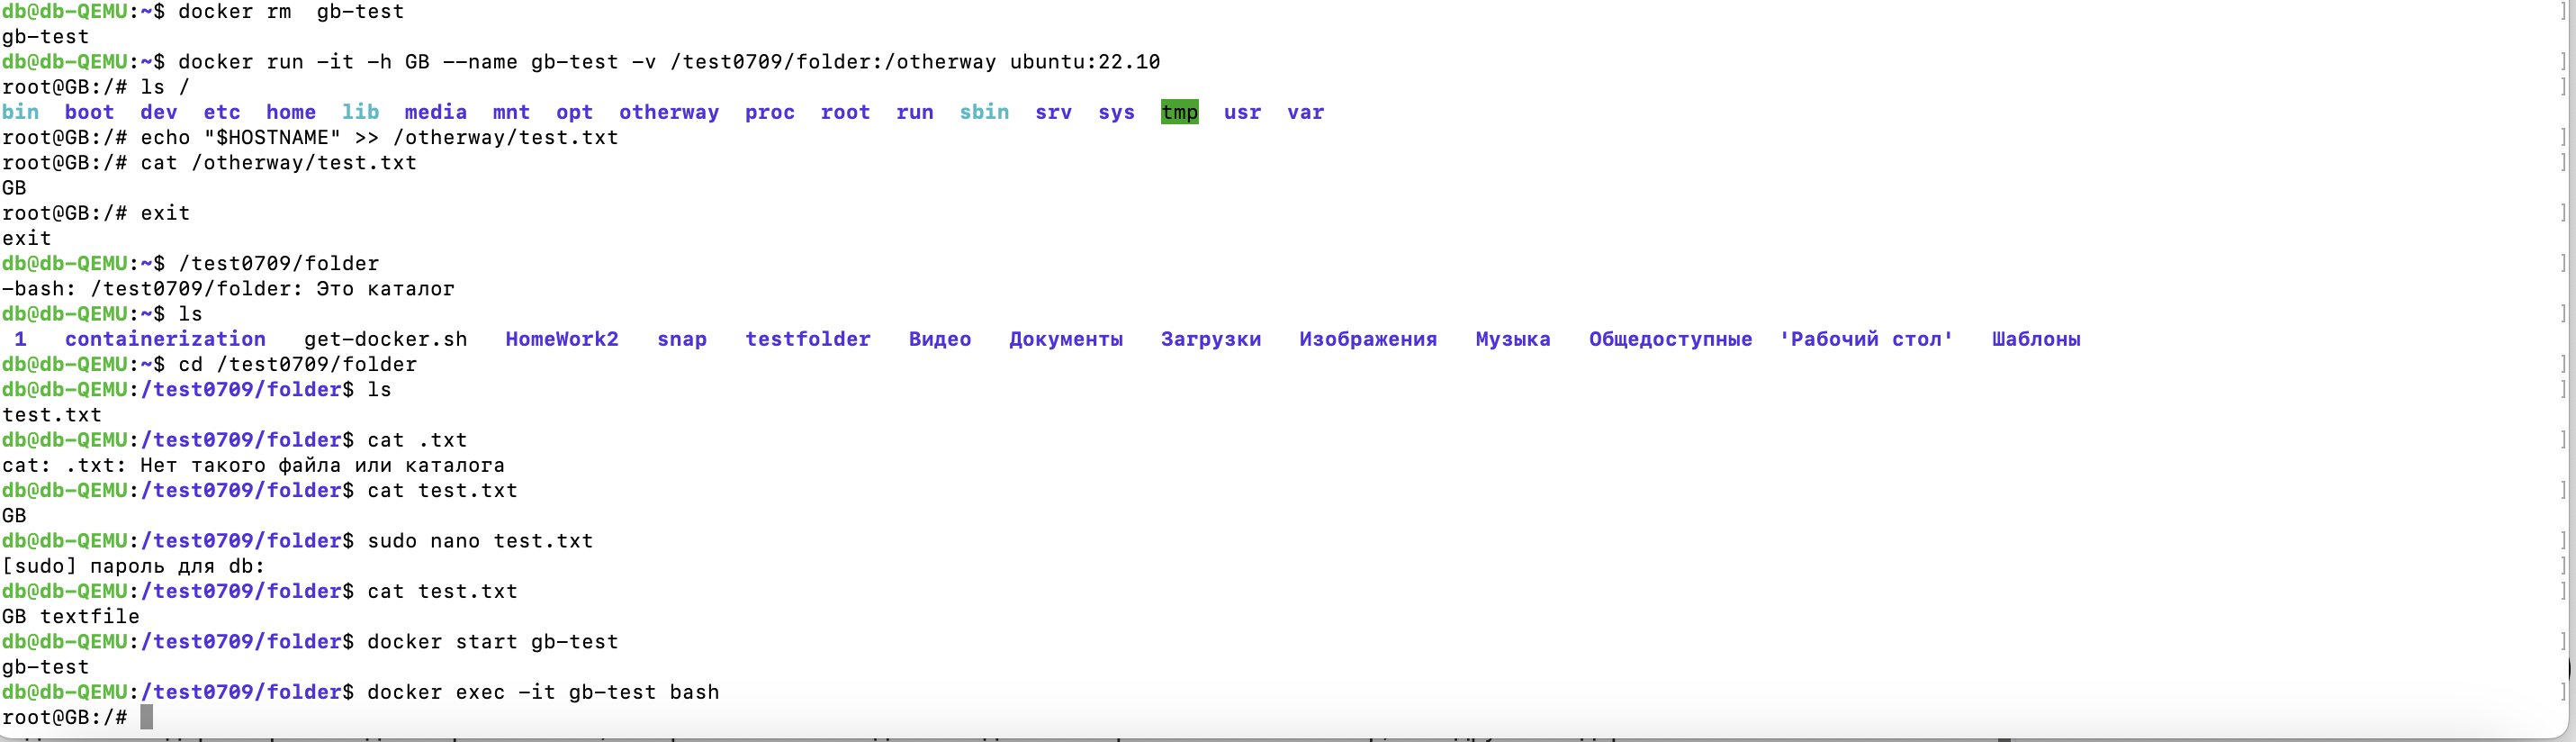 db@db-QEMU:~$ docker rm  gb-test
gb-test
db@db-QEMU:~$ docker run -it -h GB --name gb-test -v /test0709/folder:/otherway ubuntu:22.10
root@GB:/# ls /
bin  boot  dev  etc  home  lib  media  mnt  opt  otherway  proc  root  run  sbin  srv  sys  tmp  usr  var
root@GB:/# echo "$HOSTNAME" >> /otherway/test.txt
root@GB:/# cat /otherway/test.txt
GB
root@GB:/# exit
exit
db@db-QEMU:~$ /test0709/folder
-bash: /test0709/folder: Это каталог
db@db-QEMU:~$ ls
1   containerization   get-docker.sh   HomeWork2   snap   testfolder   Видео   Документы   Загрузки   Изображения   Музыка   Общедоступные  'Рабочий стол'   Шаблоны
db@db-QEMU:~$ cd /test0709/folder
db@db-QEMU:/test0709/folder$ ls
test.txt
db@db-QEMU:/test0709/folder$ cat .txt
cat: .txt: Нет такого файла или каталога
db@db-QEMU:/test0709/folder$ cat test.txt
GB
db@db-QEMU:/test0709/folder$ sudo nano test.txt
[sudo] пароль для db:
db@db-QEMU:/test0709/folder$ cat test.txt
GB textfile
db@db-QEMU:/test0709/folder$ docker start gb-test
gb-test
db@db-QEMU:/test0709/folder$ docker exec -it gb-test bash
root@GB:/#